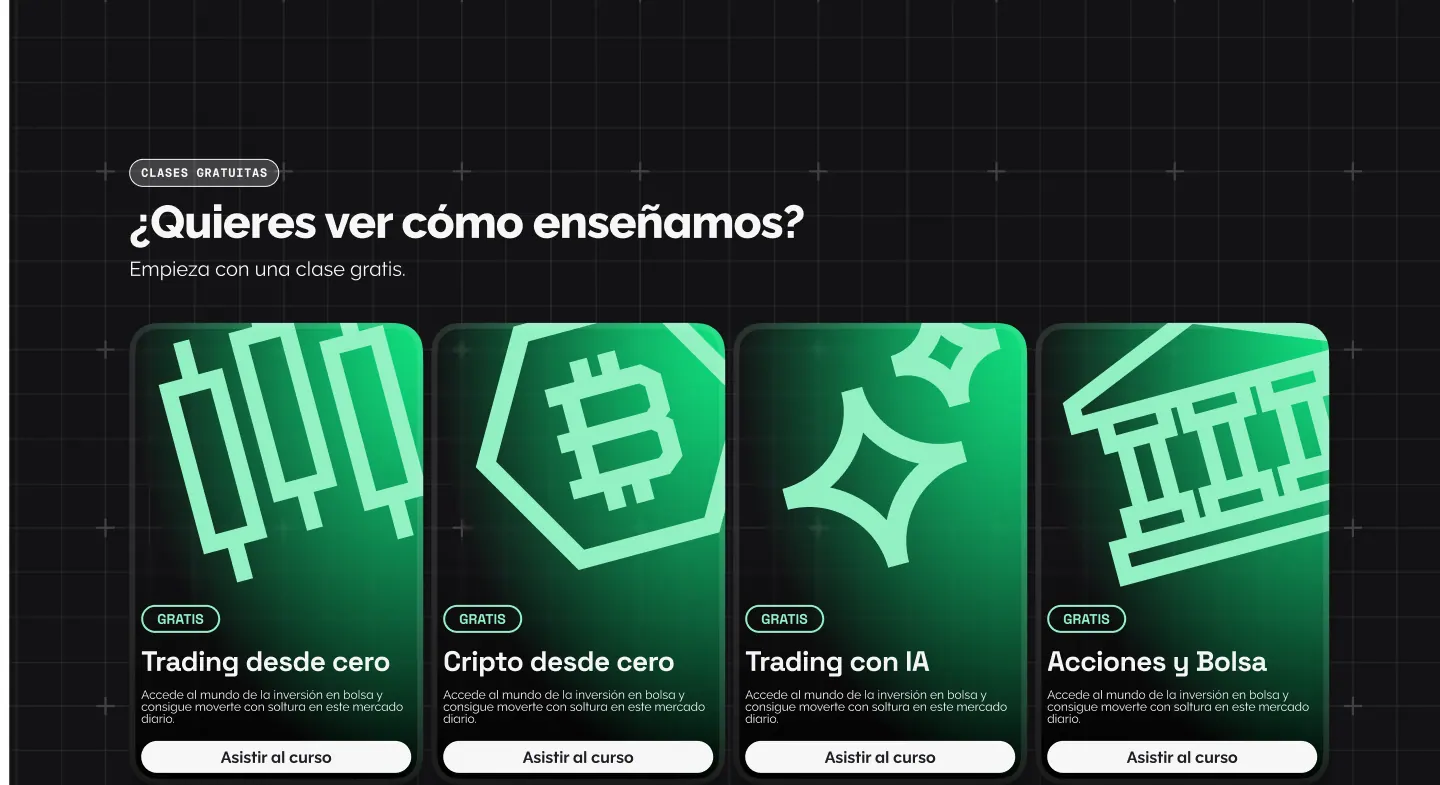 CLASES GRATUITAS
¿Quieres ver cómo enseñamos?
Empieza con una clase gratis.
GRATIS
Trading desde cero
Accede al mundo de la inversión en bolsa y
consigue moverte con soltura en este mercado
diario.
Asistir al curso
GRATIS
Cripto desde cero
Accede al mundo de la inversión en bolsa y
consigue moverte con soltura en este mercado
diario.
Asistir al curso
GRATIS
Trading con IA
Accede al mundo de la inversión en bolsa y
consigue moverte con soltura en este mercado
diario.
Asistir al curso
GRATIS
Acciones y Bolsa
Accede al mundo de la inversión en bolsa y
consigue moverte con soltura en este mercado
diario.
Asistir al curso